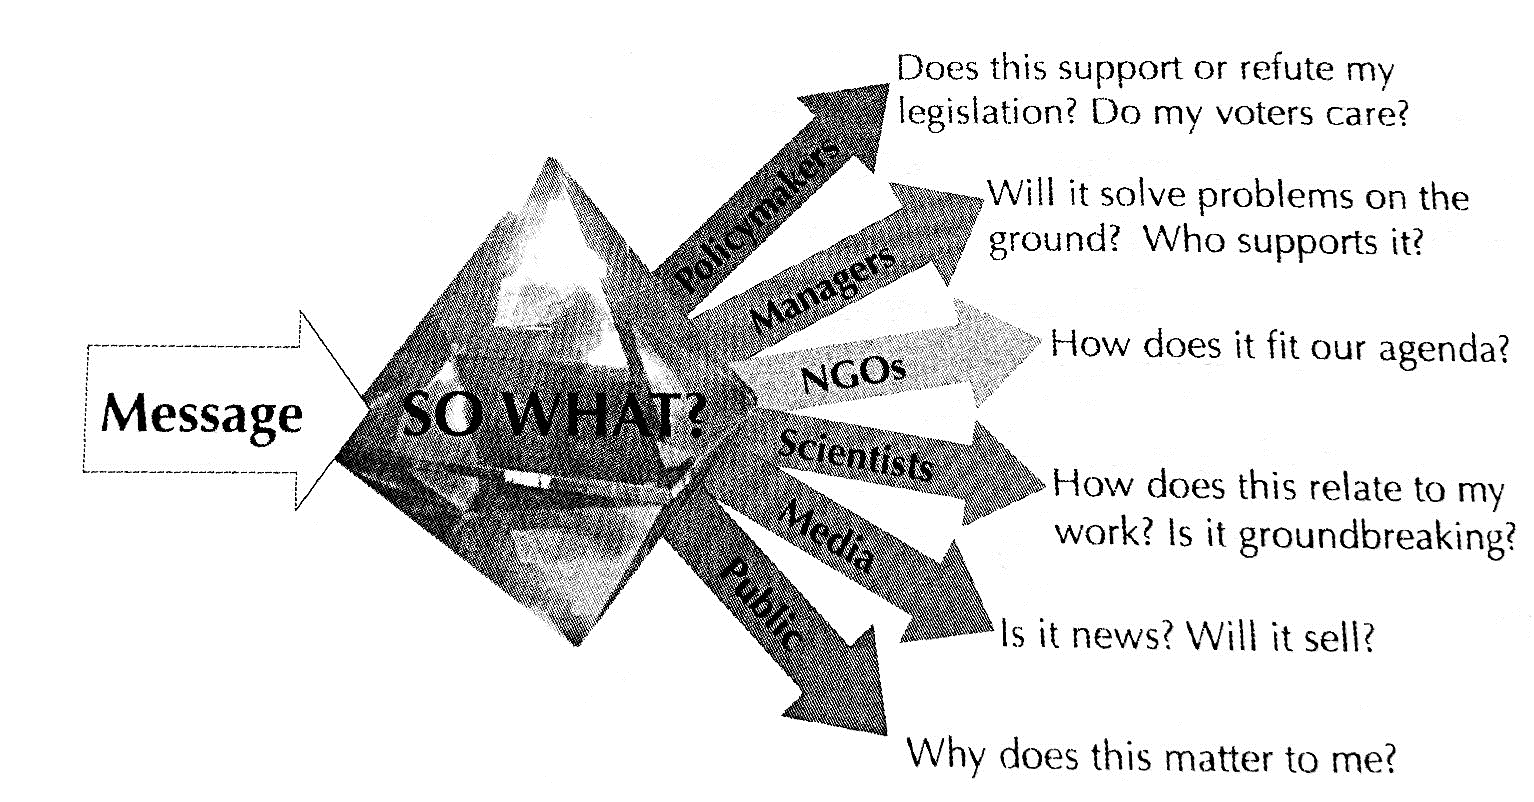 Does this support or refute my
legislation? Do my voters care?
Policymakers
Will it solve problems on the
ground? Who supports it?
Managers
How does it fit our agenda?
NGOs
Message
SO WHAT?
Scientists
How does this relate to my
work? Is it groundbreaking?
Media
Is it news? Will it sell?
Public
Why does this matter to me?